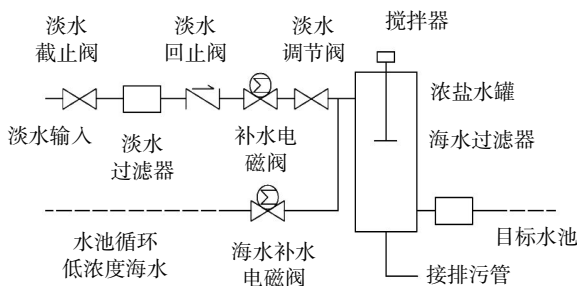 淡水
截止阀
淡水
回止阀
淡水
调节阀
搅拌器
淡水输入
淡水
过滤器
补水电
磁阀
浓盐水罐
海水过滤器
水池循环
低浓度海水
海水补水
电磁阀
目标水池
接排污管